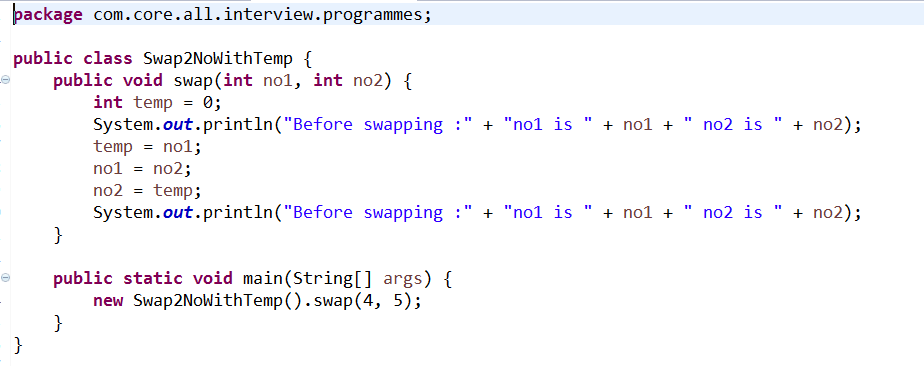 package com.core.all.interview.programmes;
public class Swap2NoWithTemp {
public void swap(int no1, int no2) {
int temp = 0;
System.out.println("Before swapping :" + "no1 is " + no1 + " no2 is " + no2);
temp = no1;
no1 = no2;
no2 = temp;
System.out.println("Before swapping :" + "no1 is " + no1 + " no2 is " + no2);
}
public static void main(String[] args) {
new Swap2NoWithTemp().swap(4, 5);
}
}